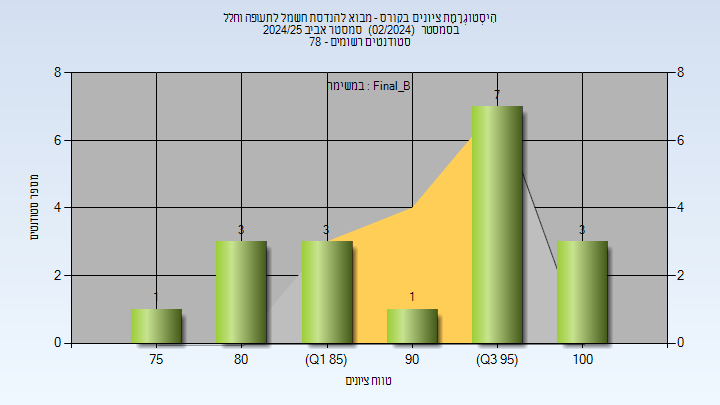 היסטוגרמת ציונים בקורס - מבוא להנדסת חשמל לתעופה וחלל
בסמסטר (02/2024) סמסטר אביב 2024/25
סטודנטים רשומים - 78
במשימה : Final_B
8 8
6 6
4 4
2 2
0 0
מספר סטודנטים
1 3 3 1 7 3
75 80 (Q1 85) 90 (Q3 95) 100
טווח ציונים